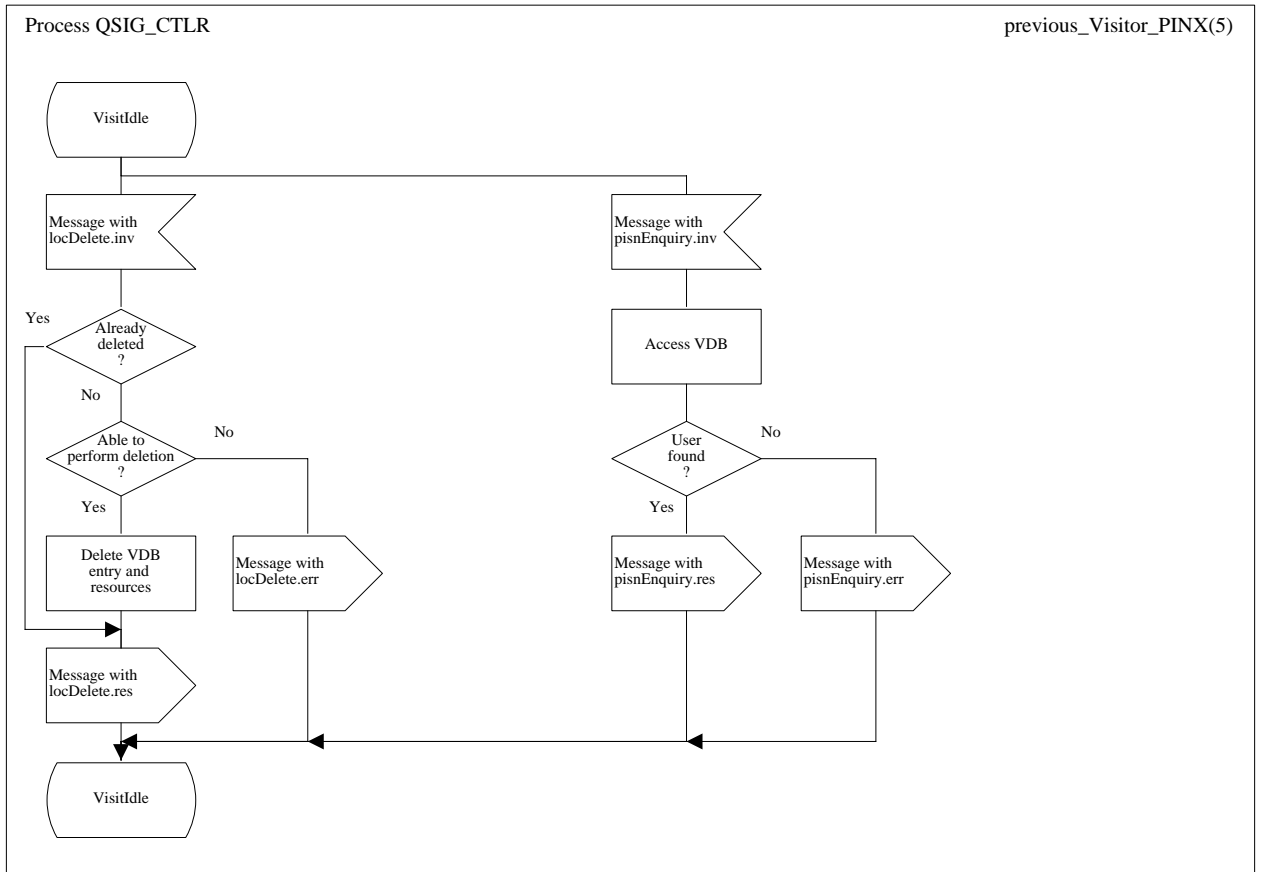 Process QSIG_CTLR
previous_Visitor_PINX(5)
VisitIdle
Message with
locDelete.inv
Message with
pisnEnquiry.inv
Yes
Already
deleted
?
Access VDB
No
Able to
perform deletion
?
No
User
found
?
No
Yes
Yes
Delete VDB
entry and
resources
Message with
locDelete.err
Message with
pisnEnquiry.res
Message with
pisnEnquiry.err
Message with
locDelete.res
VisitIdle